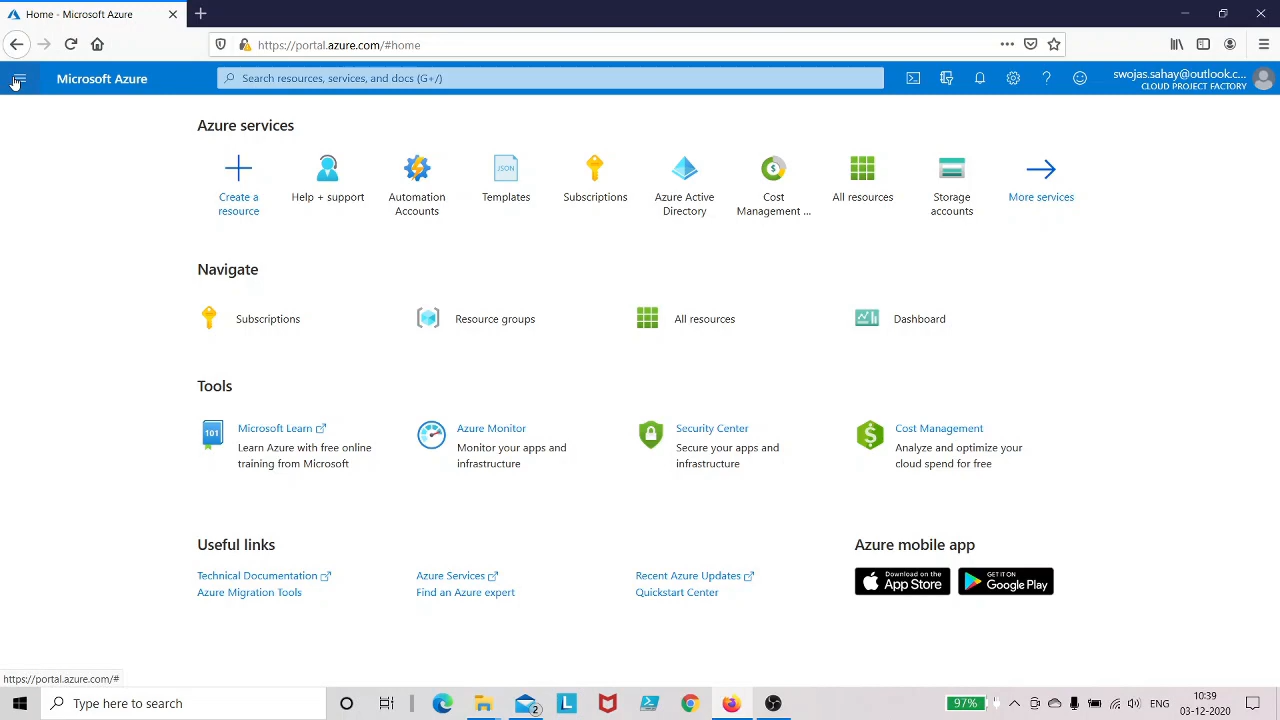 Home - Microsoft Azure
https://portal.azure.com/#home
Microsoft Azure
Search resources, services, and docs (G+/)
swojas.sahay@outlook.c...
CLOUD PROJECT FACTORY
Azure services
Create a resource
Help + support
Automation Accounts
JSON
Templates
Subscriptions
Azure Active Directory
Cost Management ...
All resources
Storage accounts
More services
Navigate
Subscriptions
Resource groups
All resources
Dashboard
Tools
101
Microsoft Learn
Learn Azure with free online
training from Microsoft
Azure Monitor
Monitor your apps and
infrastructure
Security Center
Secure your apps and
infrastructure
Cost Management
Analyze and optimize your
cloud spend for free
Useful links
Technical Documentation
Azure Services
Recent Azure Updates
Azure Migration Tools
Find an Azure expert
Quickstart Center
Azure mobile app
Download on the
App Store
GET IT ON
Google Play
https://portal.azure.com/#
Type here to search
2
L
97%
ENG
10:39
03-12-2020